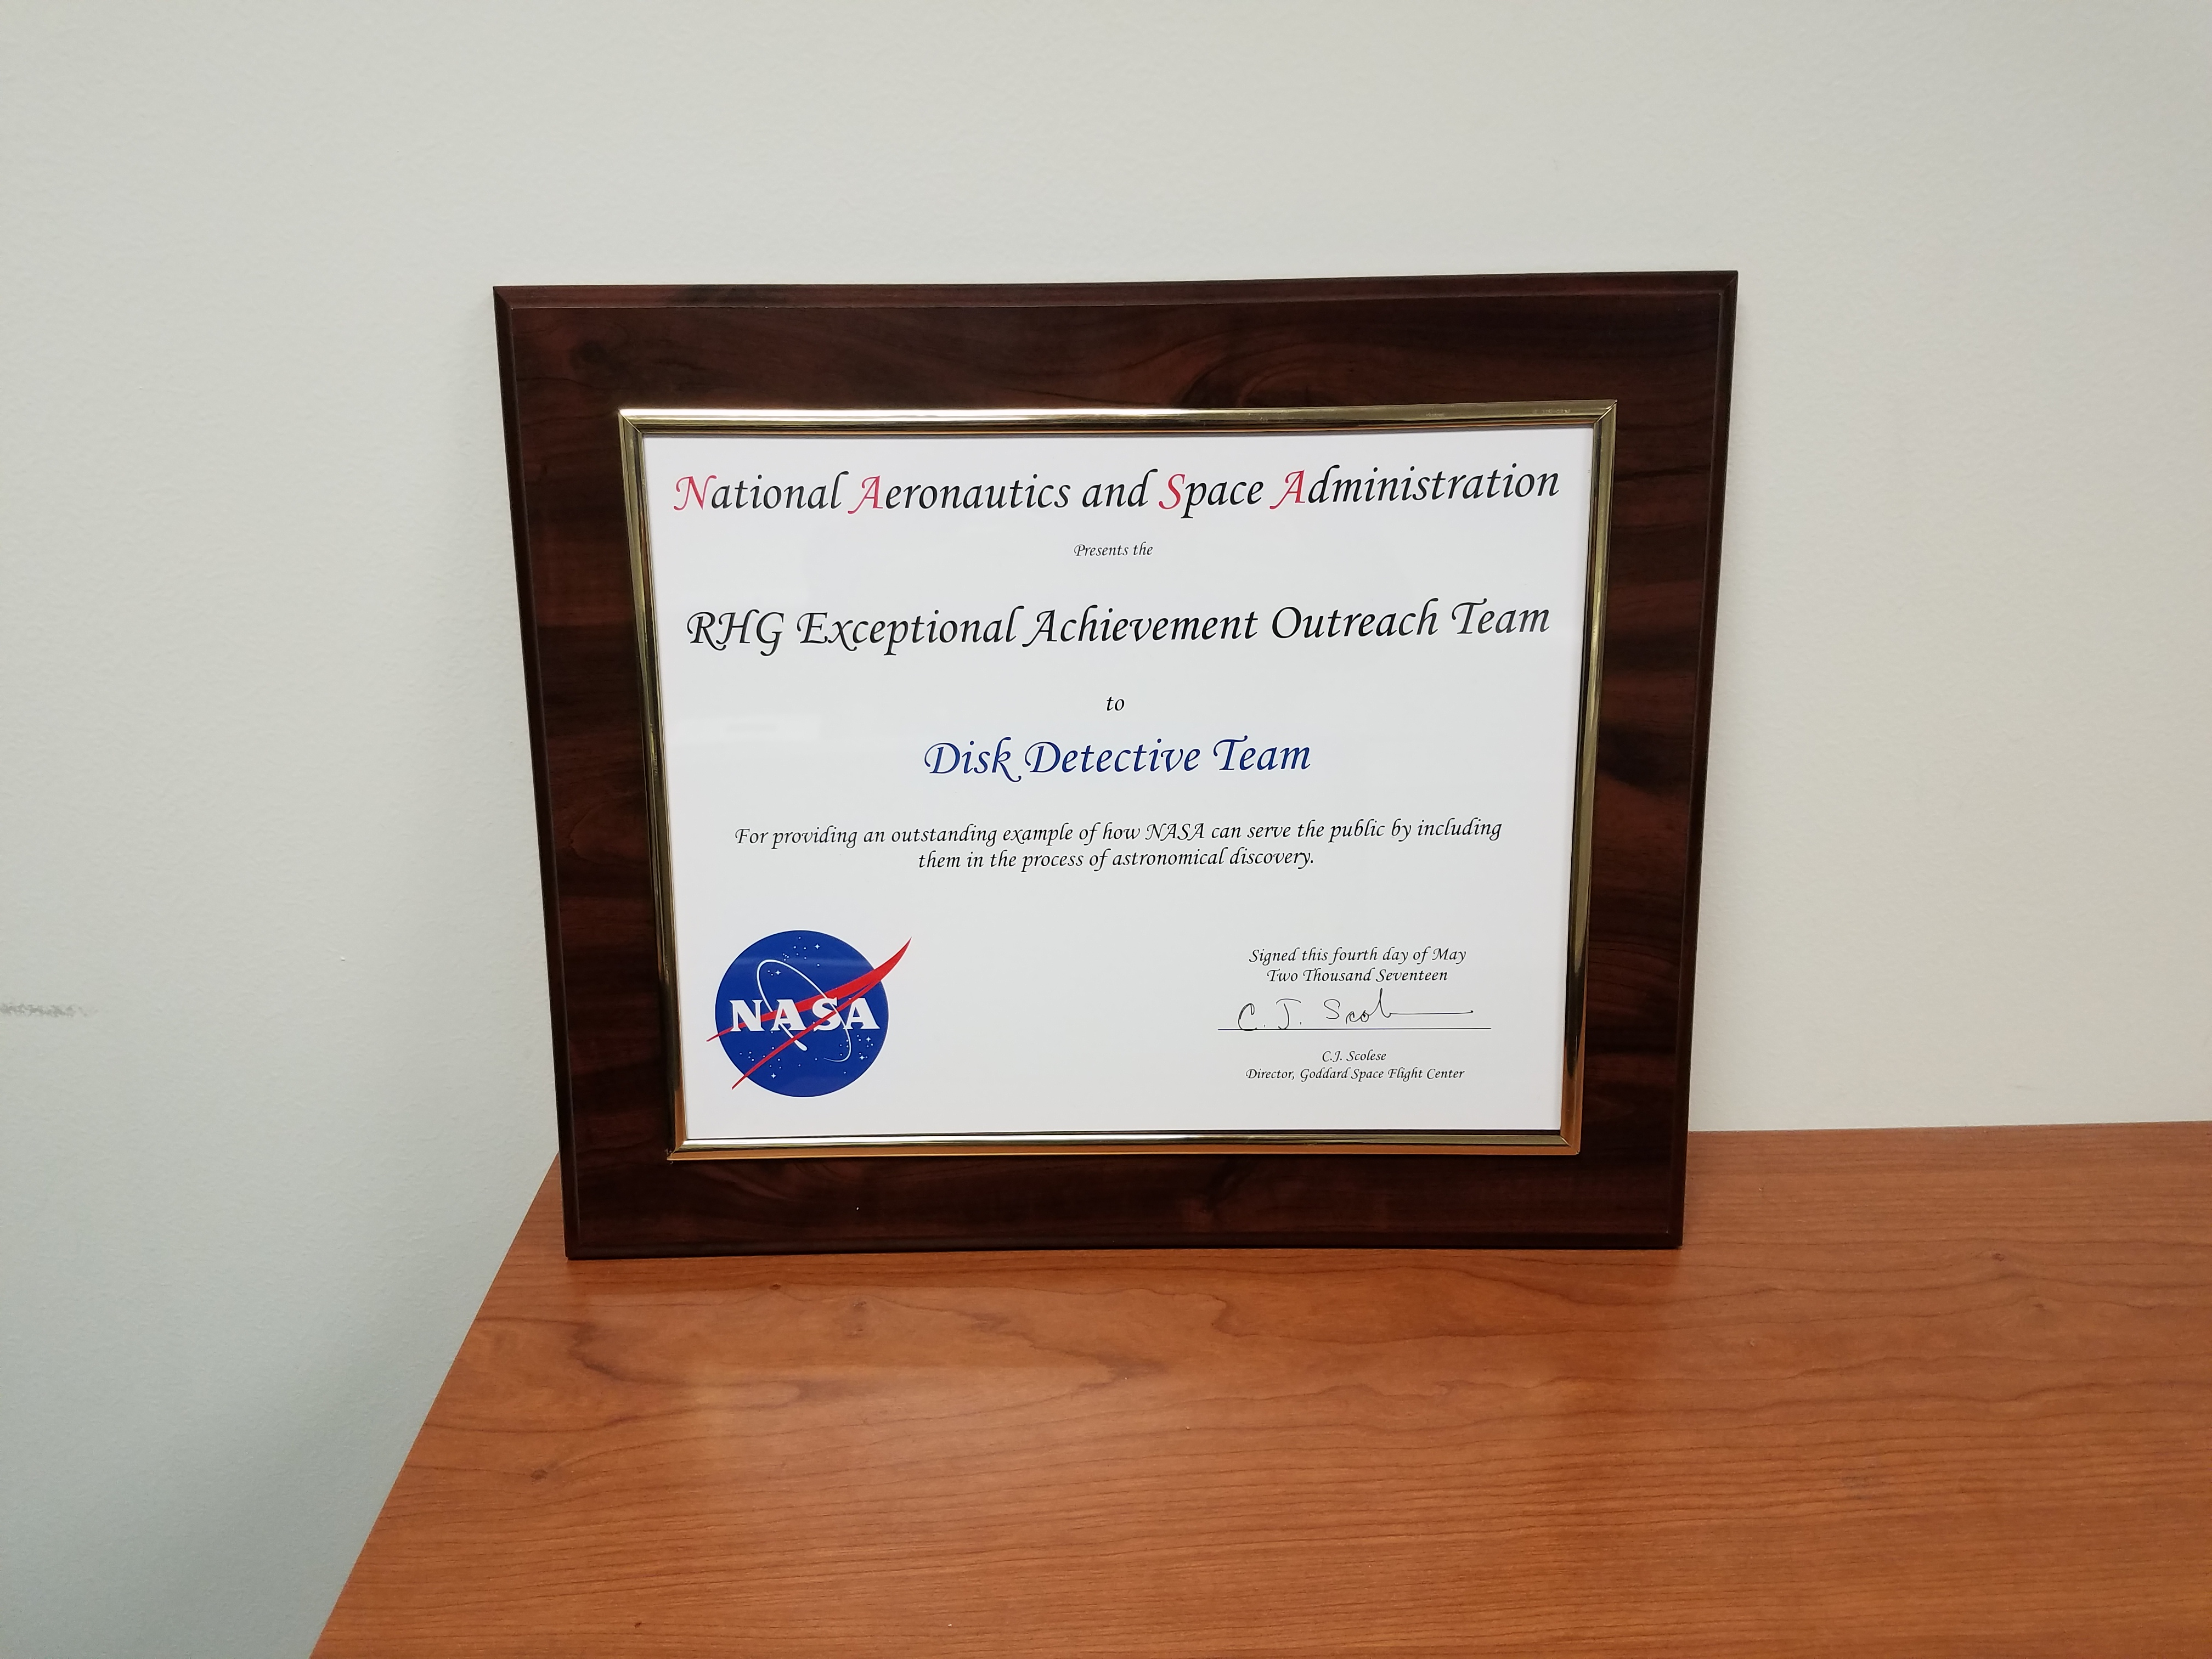 National Aeronautics and Space Administration
Presents the
RHG Exceptional Achievement Outreach Team
to
Disk Detective Team
For providing an outstanding example of how NASA can serve the public by including
them in the process of astronomical discovery.
NASA
Signed this fourth day of May
Two Thousand Seventeen
C. J. Scol
C.J. Scolese
Director, Goddard Space Flight Center